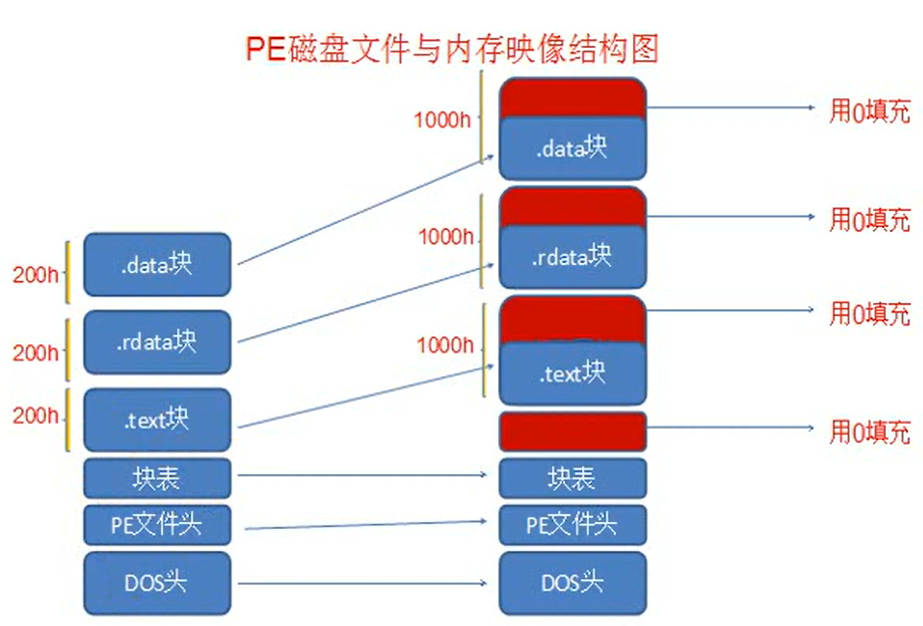 PE磁盘文件与内存映像结构图
1000h
用0填充
.data块
1000h
用0填充
.rdata块
200h
.data块
1000h
用0填充
.text块
200h
.rdata块
200h
.text块
用0填充
块表
块表
PE文件头
PE文件头
DOS头
DOS头